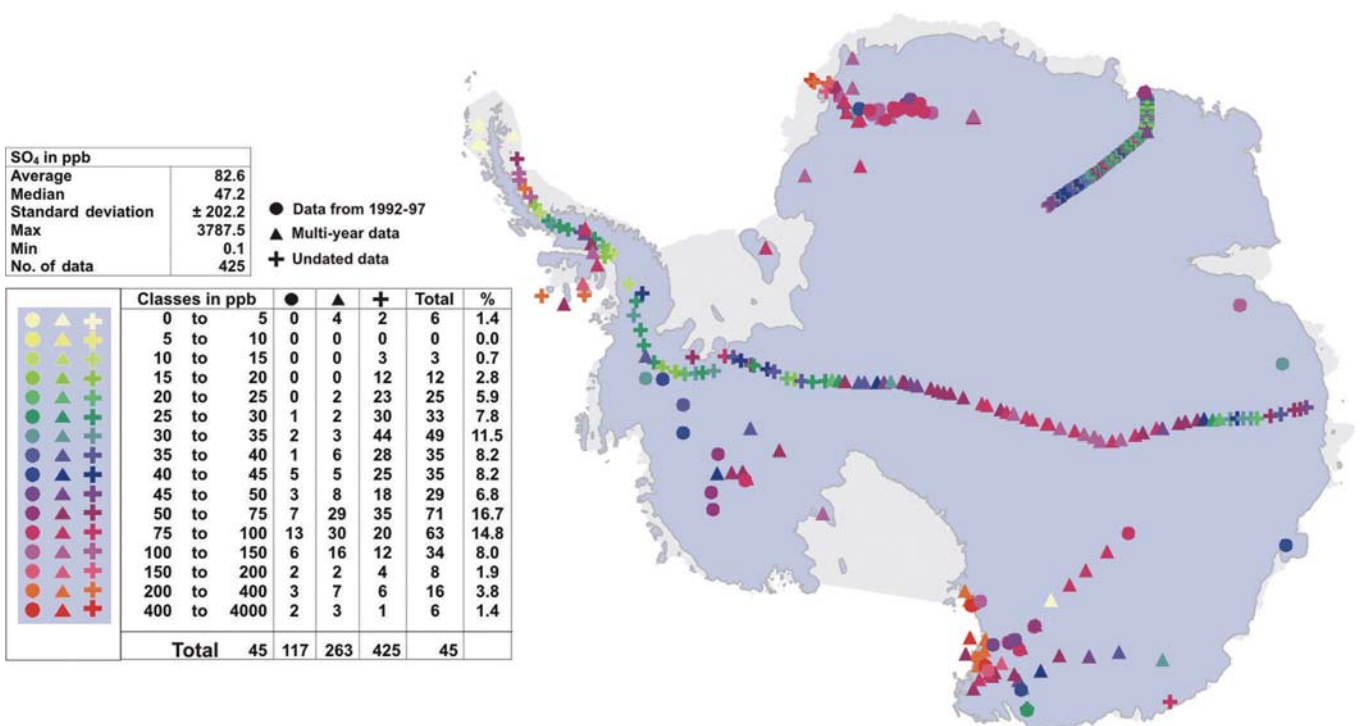 SO₄ in ppb
Average 82.6
Median 47.2
Standard deviation ± 202.2
Max 3787.5
Min 0.1
No. of data 425
Data from 1992-97
Multi-year data
Undated data
Classes in ppb ● ▲ + Total %
0 to 5 0 4 2 6 1.4
5 to 10 0 0 0 0 0.0
10 to 15 0 0 3 3 0.7
15 to 20 0 0 12 12 2.8
20 to 25 0 2 23 25 5.9
25 to 30 1 2 30 33 7.8
30 to 35 2 3 44 49 11.5
35 to 40 1 6 28 35 8.2
40 to 45 5 5 25 35 8.2
45 to 50 3 8 18 29 6.8
50 to 75 7 29 35 71 16.7
75 to 100 13 30 20 63 14.8
100 to 150 6 16 12 34 8.0
150 to 200 2 2 4 8 1.9
200 to 400 3 7 6 16 3.8
400 to 4000 2 3 1 6 1.4
Total 45 117 263 425 45